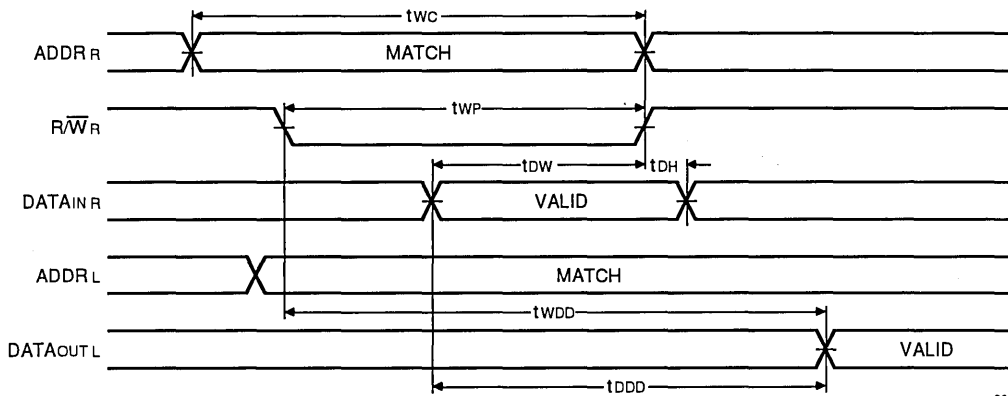 tWC
ADDR R
MATCH
tWP
R/W̅ R
tDW
tDH
DATAIN R
VALID
ADDR L
MATCH
tWDD
DATAOUT L
VALID
tDDD